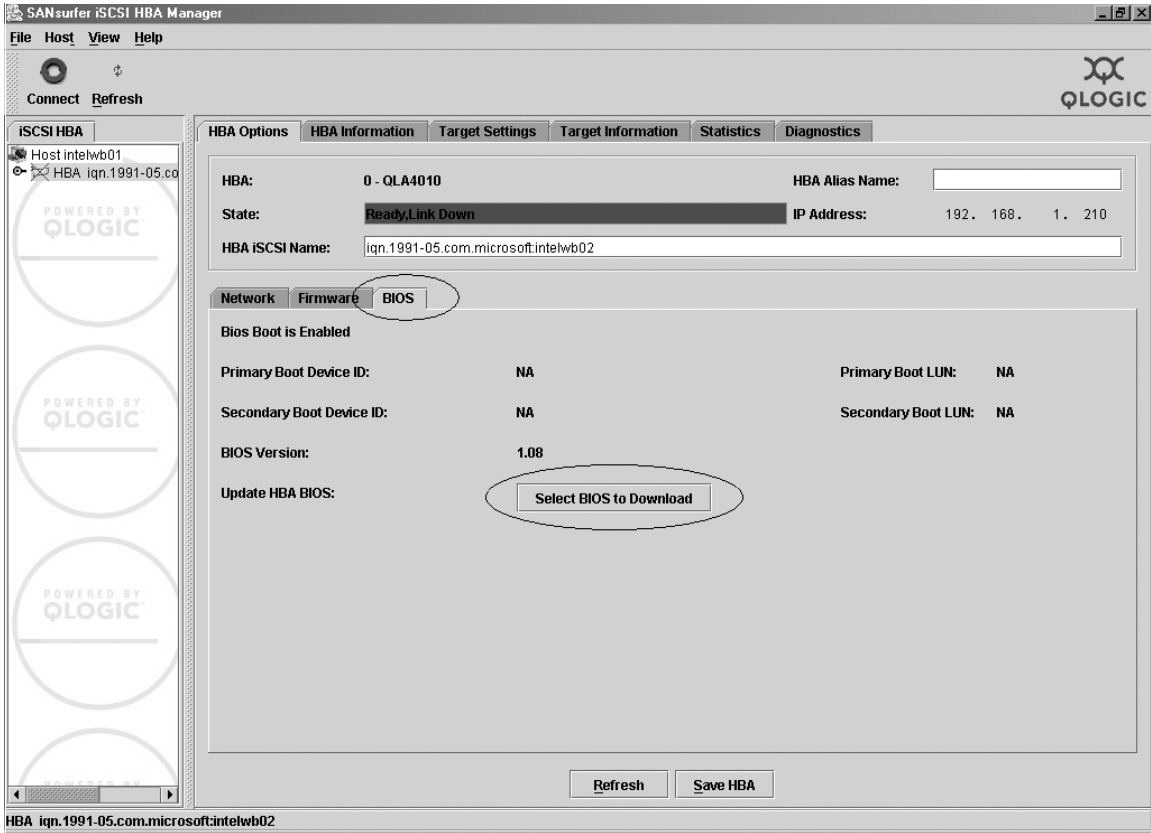 SANsurfer iSCSI HBA Manager
File Host View Help
Connect Refresh
QLOGIC
iSCSI HBA
Host intelwb01
HBA iqn.1991-05.co
POWERED BY
QLOGIC
POWERED BY
QLOGIC
POWERED BY
QLOGIC
POWERED BY
HBA Options HBA Information Target Settings Target Information Statistics Diagnostics
HBA: 0 - QLA4010 HBA Alias Name:
State: Ready,Link Down IP Address: 192. 168. 1. 210
HBA iSCSI Name: iqn.1991-05.com.microsoft:intelwb02
Network Firmware BIOS
Bios Boot is Enabled
Primary Boot Device ID: NA Primary Boot LUN: NA
Secondary Boot Device ID: NA Secondary Boot LUN: NA
BIOS Version: 1.08
Update HBA BIOS: Select BIOS to Download
Refresh Save HBA
HBA iqn.1991-05.com.microsoft:intelwb02